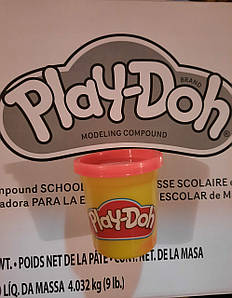 Play-Doh
BRAND
MODELING COMPOUND
mpound SCHOOL SSE SCOLAIRE
adora PARA LA E ESCOLAR de M
Play-Doh
WT. • POIDS NET DE LA PÂTE • CONT. NET. DE LA MASA
O LÍQ. DA MASSA 4.032 kg (9 lb.)